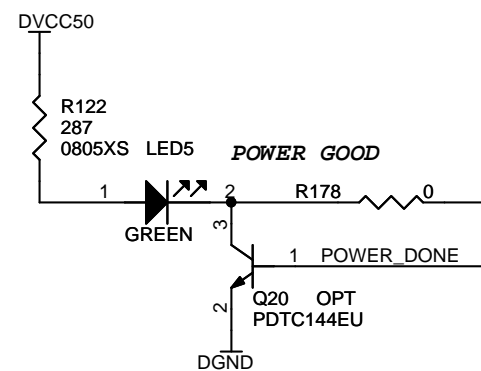 DVCC50
R122
287
0805XS LED5
POWER GOOD
1
2
R178 0
GREEN
3
1 POWER_DONE
Q20 OPT
2
PDTC144EU
DGND